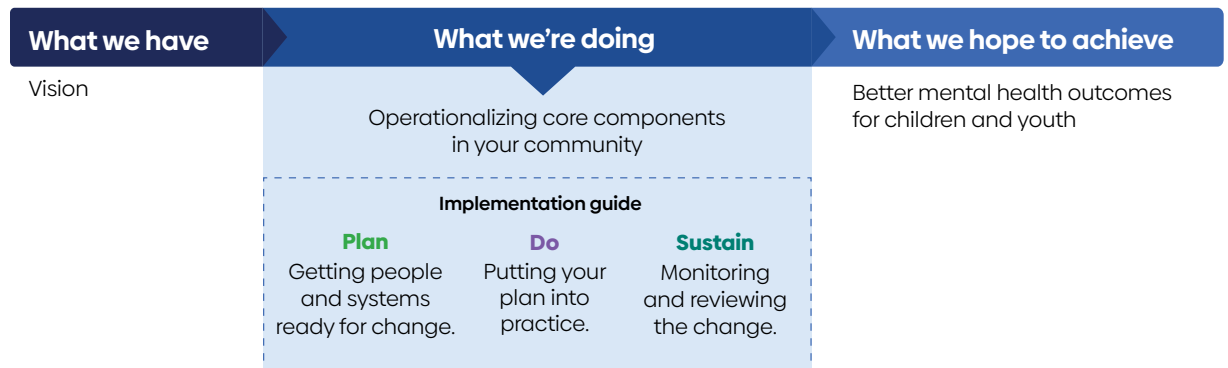 What we have
What we're doing
What we hope to achieve
Vision
Operationalizing core components
in your community
Better mental health outcomes
for children and youth
Implementation guide
Plan
Getting people
and systems
ready for change.
Do
Putting your
plan into
practice.
Sustain
Monitoring
and reviewing
the change.